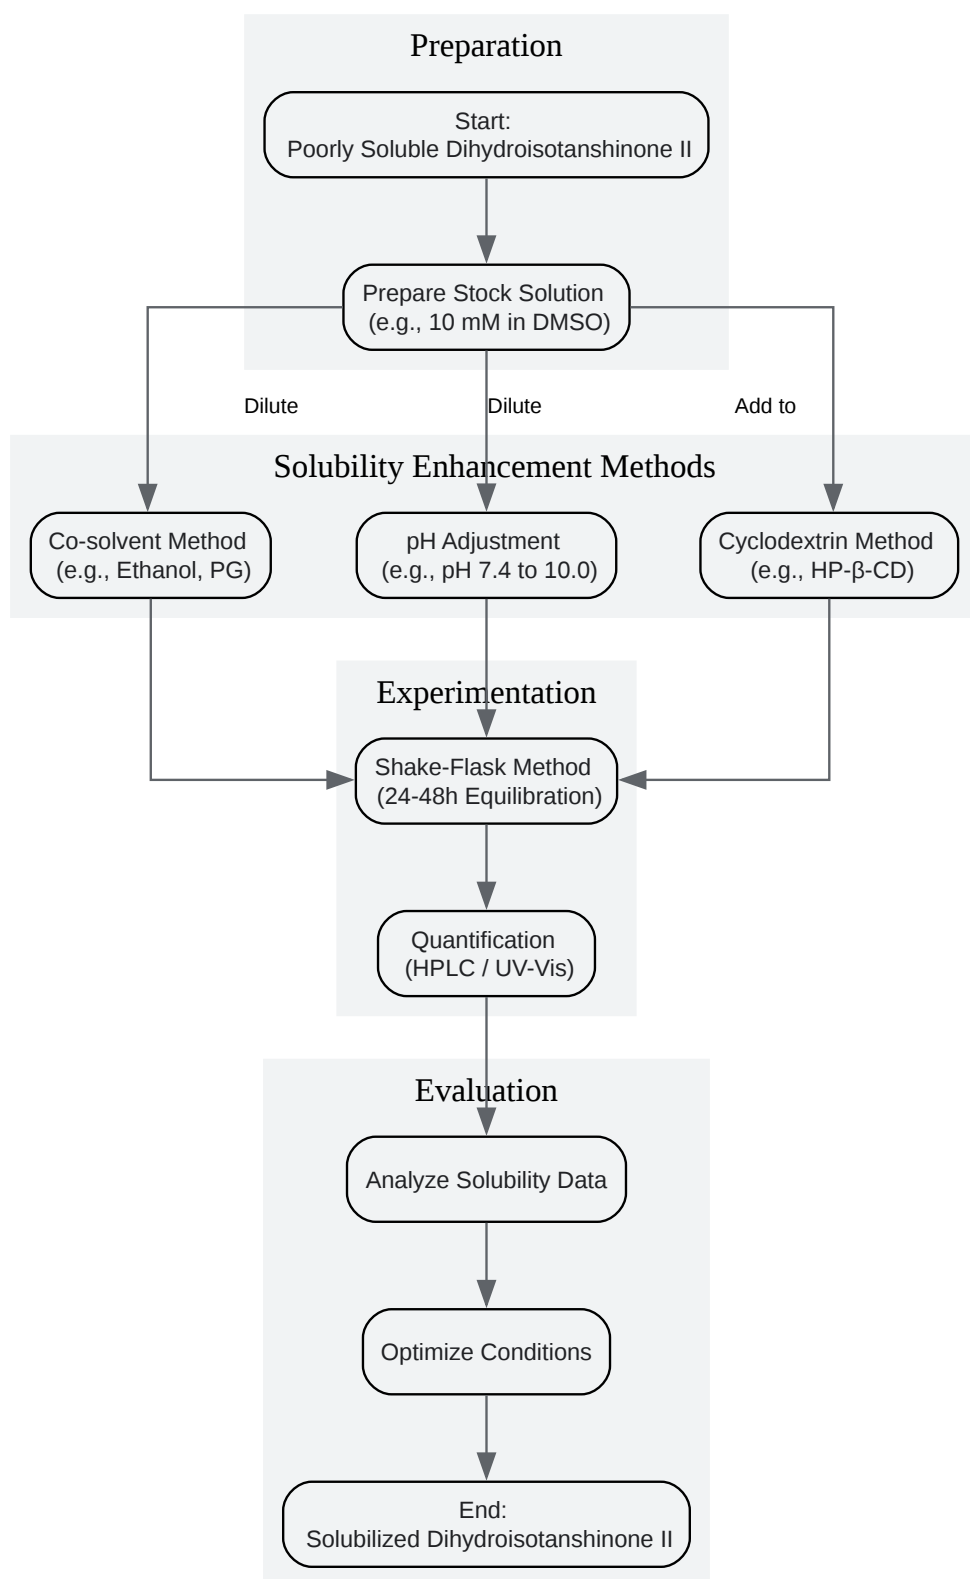 Preparation
Start:
Poorly Soluble Dihydroisotanshinone II
Prepare Stock Solution
(e.g., 10 mM in DMSO)
Dilute
Dilute
Add to
Solubility Enhancement Methods
Co-solvent Method
(e.g., Ethanol, PG)
pH Adjustment
(e.g., pH 7.4 to 10.0)
Cyclodextrin Method
(e.g., HP-β-CD)
Experimentation
Shake-Flask Method
(24-48h Equilibration)
Quantification
(HPLC / UV-Vis)
Evaluation
Analyze Solubility Data
Optimize Conditions
End:
Solubilized Dihydroisotanshinone II